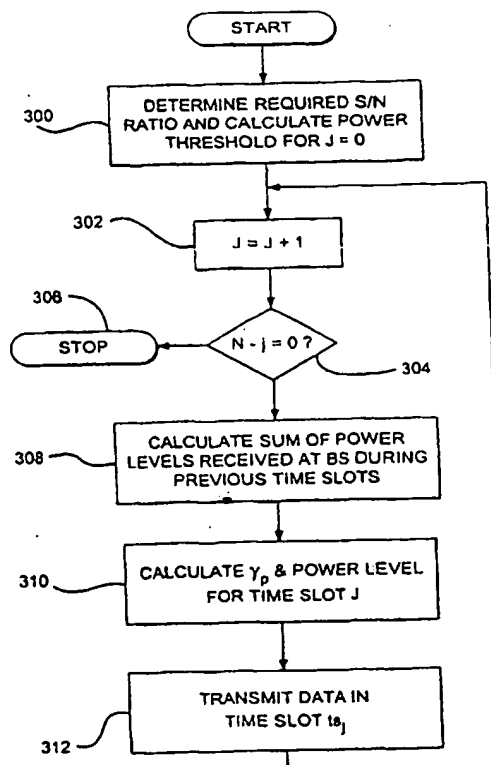 START
300
DETERMINE REQUIRED S/N
RATIO AND CALCULATE POWER
THRESHOLD FOR J = 0
302
J = J + 1
306
STOP
N - j = 0 ?
304
308
CALCULATE SUM OF POWER
LEVELS RECEIVED AT BS DURING
PREVIOUS TIME SLOTS
310
CALCULATE γp & POWER LEVEL
FOR TIME SLOT J
TRANSMIT DATA IN
TIME SLOT tsj
312